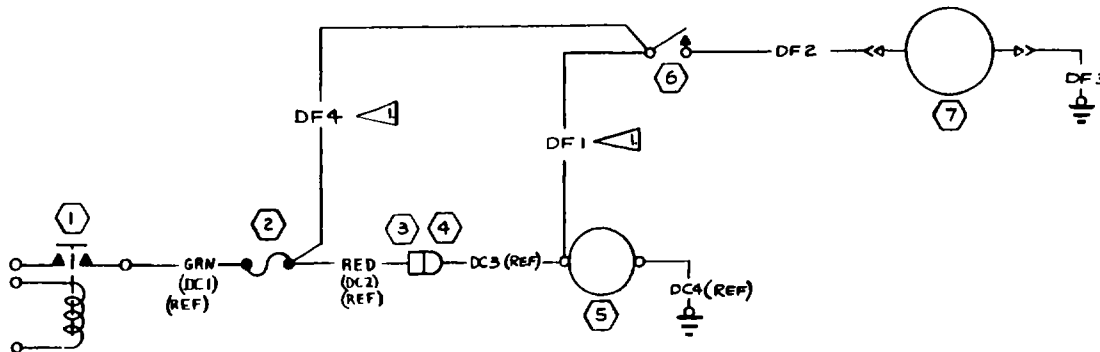 DF2
6
7
DF3
DF4
1
DF1
1
1
2
3
4
GRN
(DC1)
(REF)
RED
(DC2)
(REF)
DC3 (REF)
5
DC4 (REF)